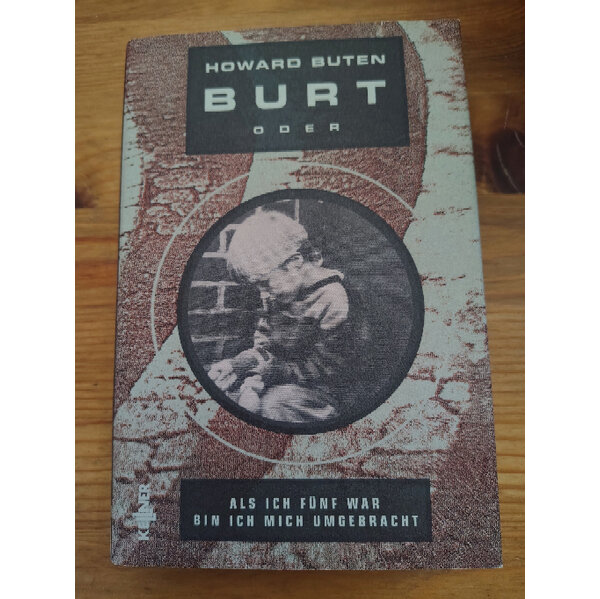 HOWARD BUTEN
BURT
ODER
ALS ICH FÜNF WAR
BIN ICH MICH UMGEBRACHT